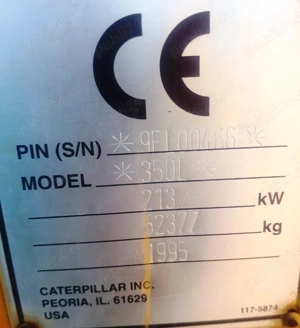 CE
PIN (S/N) *9FL00466*
MODEL *350L *
213 kW
52377 kg
1995
CATERPILLAR INC.
PEORIA, IL. 61629
USA
117-5874